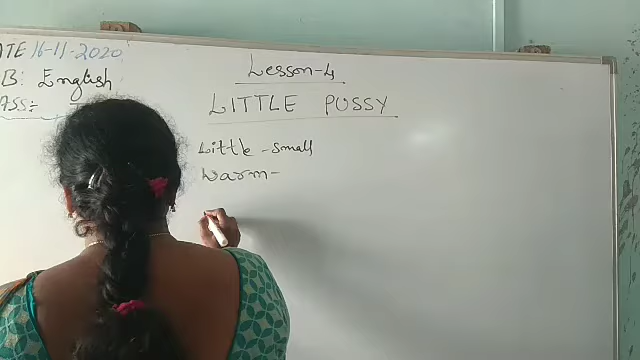 ATE 16-11-2020
B: English
ASS:
Lesson-4
LITTLE PUSSY
Little - small
Warm -